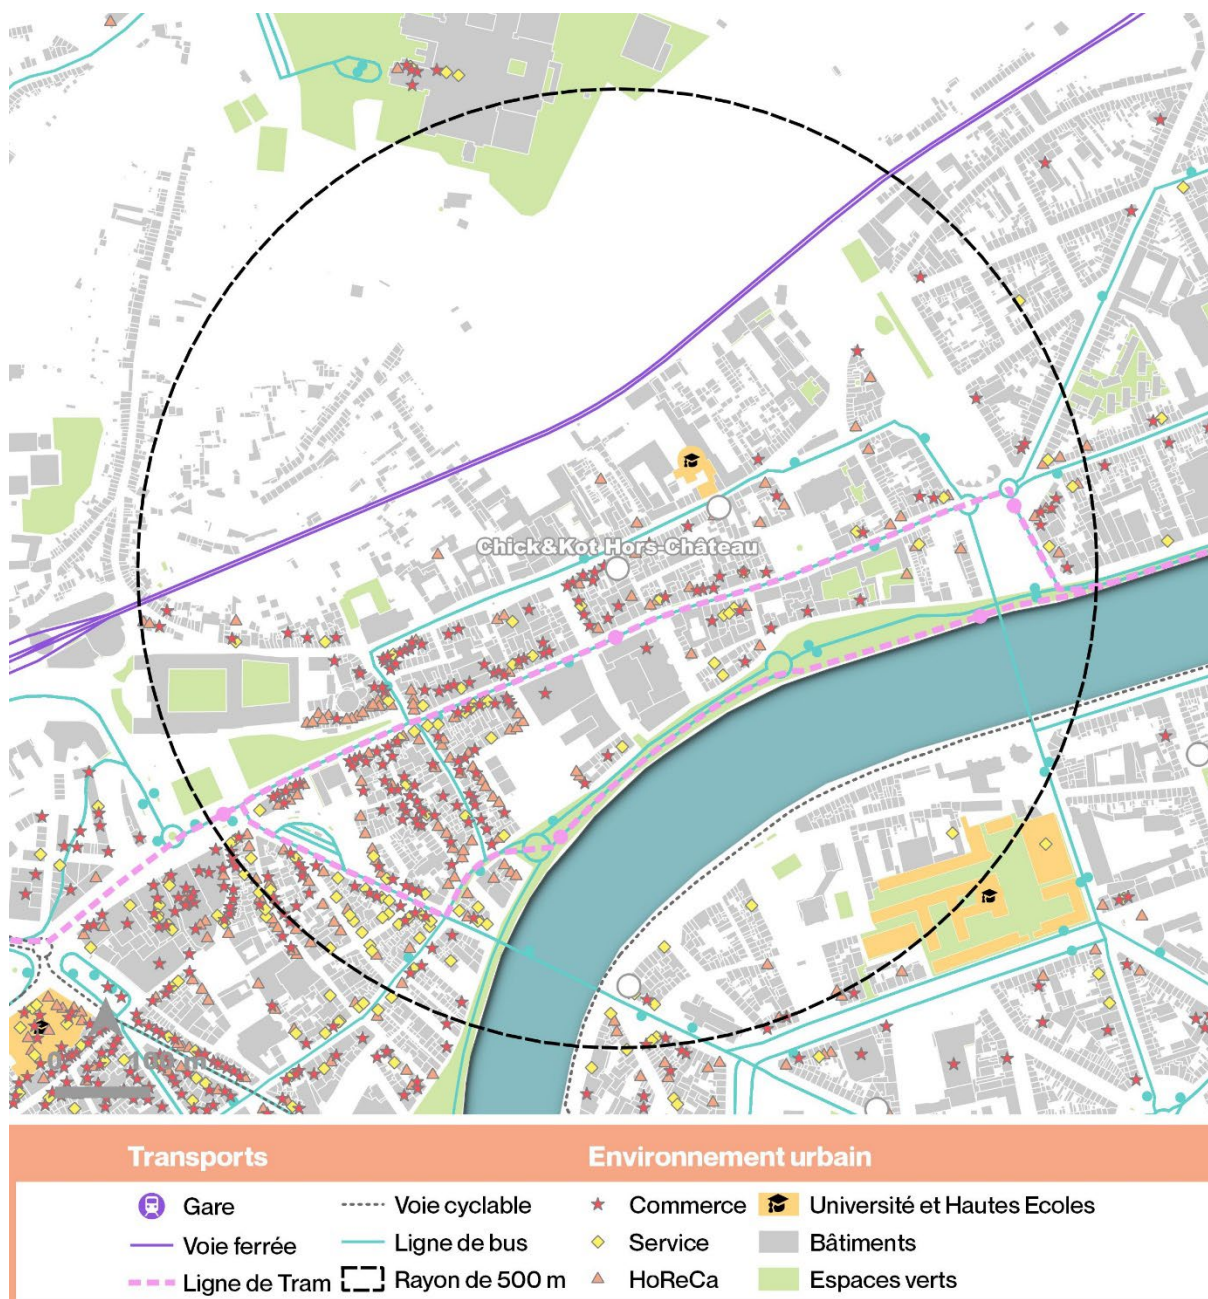 Chick&Kot Hors-Château
Transports
Environnement urbain
Gare
Voie cyclable
Commerce
Université et Hautes Ecoles
Voie ferrée
Ligne de bus
Service
Bâtiments
Ligne de Tram
Rayon de 500 m
HoReCa
Espaces verts